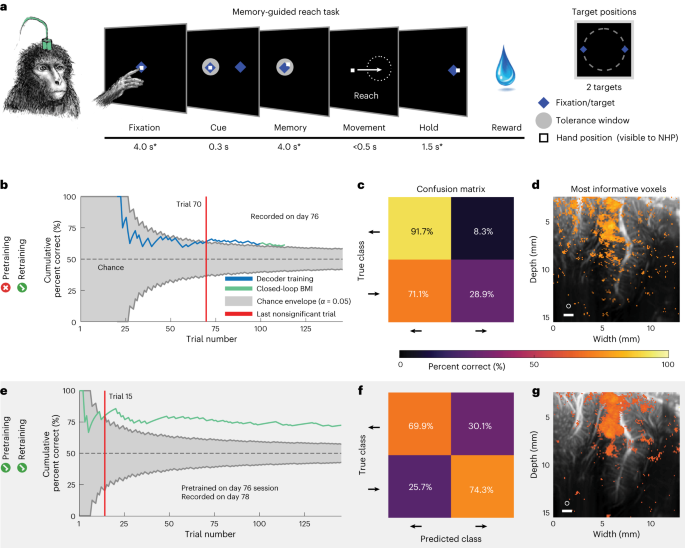 a
Memory-guided reach task
Target positions
Reach
2 targets
Fixation
Cue
Memory
Movement
Hold
Reward
4.0 s*
0.3 s
4.0 s*
<0.5 s
1.5 s*
Fixation/target
Tolerance window
Hand position (visible to NHP)
b
Pretraining
Retraining
Cumulative
percent correct (%)
100
75
50
25
0
Trial 70
Recorded on day 76
Chance
Decoder training
Closed-loop BMI
Chance envelope (α = 0.05)
Last nonsignificant trial
1
25
50
75
100
125
Trial number
c
Confusion matrix
True class
91.7%
8.3%
71.1%
28.9%
d
Most informative voxels
Depth (mm)
5
10
15
0
5
10
Width (mm)
0
50
100
Percent correct (%)
e
Pretraining
Retraining
Cumulative
percent correct (%)
100
75
50
25
0
Trial 15
Pretrained on day 76 session
Recorded on day 78
1
25
50
75
100
125
Trial number
f
True class
69.9%
30.1%
25.7%
74.3%
Predicted class
g
Depth (mm)
5
10
15
0
5
10
Width (mm)